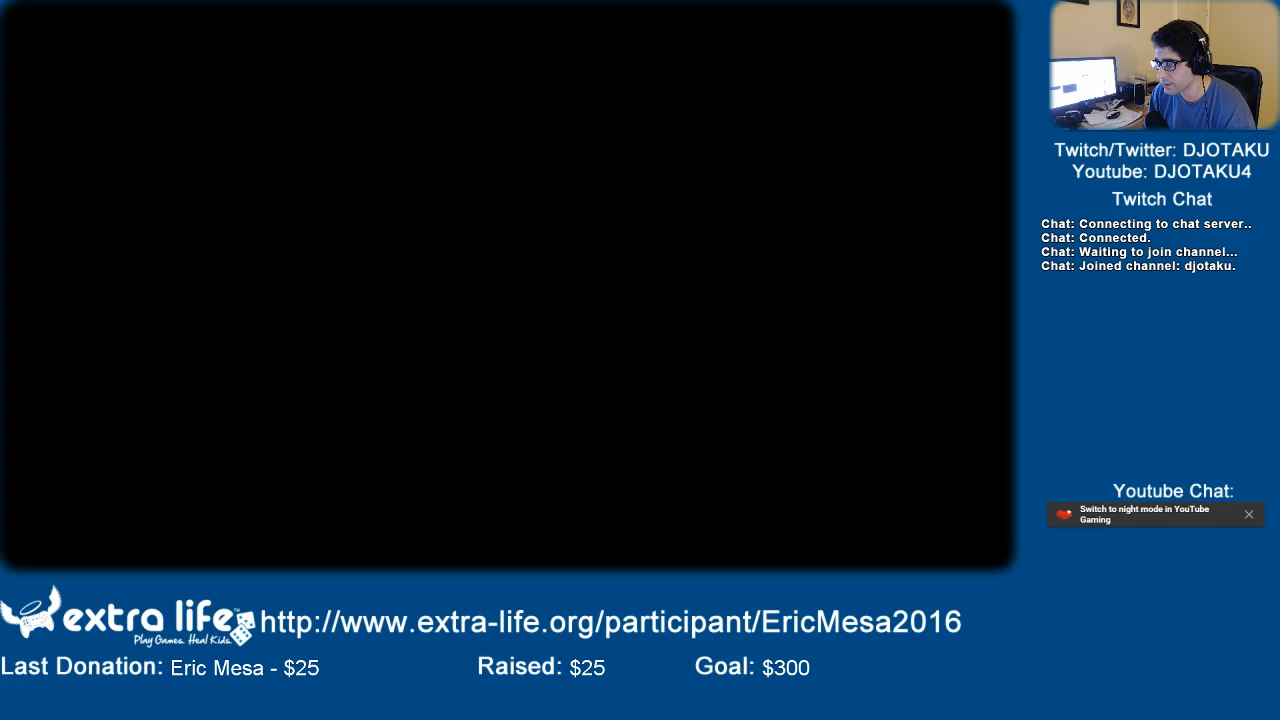 Twitch/Twitter: DJOTAKU
Youtube: DJOTAKU4
Twitch Chat
Chat: Connecting to chat server..
Chat: Connected.
Chat: Waiting to join channel...
Chat: Joined channel: djotaku.
Youtube Chat:
Switch to night mode in YouTube
Gaming
extra life™
Play Games. Heal Kids.
http://www.extra-life.org/participant/EricMesa2016
Last Donation: Eric Mesa - $25
Raised: $25
Goal: $300